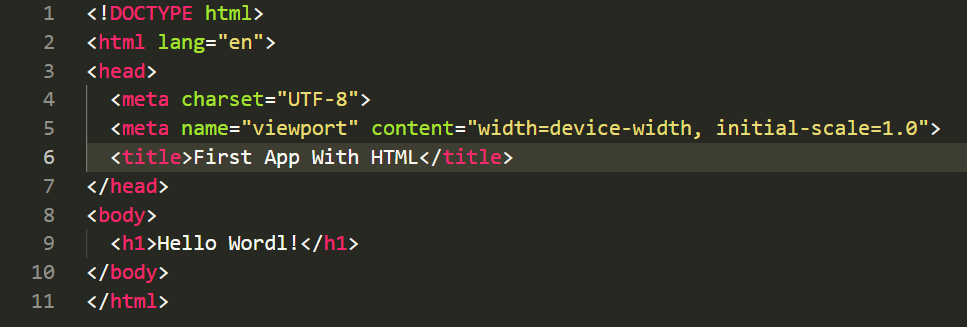 1 <!DOCTYPE html>
2 <html lang="en">
3 <head>
4   <meta charset="UTF-8">
5   <meta name="viewport" content="width=device-width, initial-scale=1.0">
6   <title>First App With HTML</title>
7 </head>
8 <body>
9   <h1>Hello Wordl!</h1>
10 </body>
11 </html>